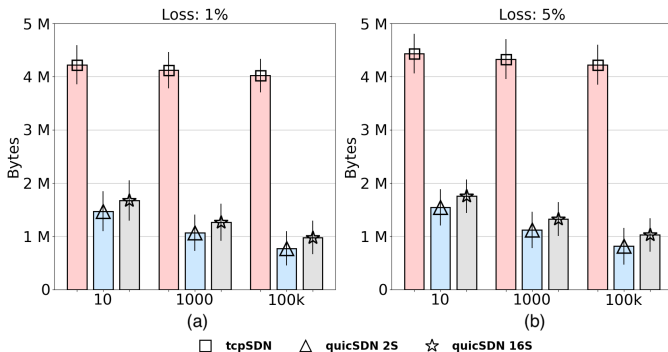 Loss: 1%
5 M
4 M
3 M
2 M
1 M
0
Bytes
10
1000
100k
(a)
Loss: 5%
5 M
4 M
3 M
2 M
1 M
0
Bytes
10
1000
100k
(b)
tcpSDN
quicSDN 2S
quicSDN 16S